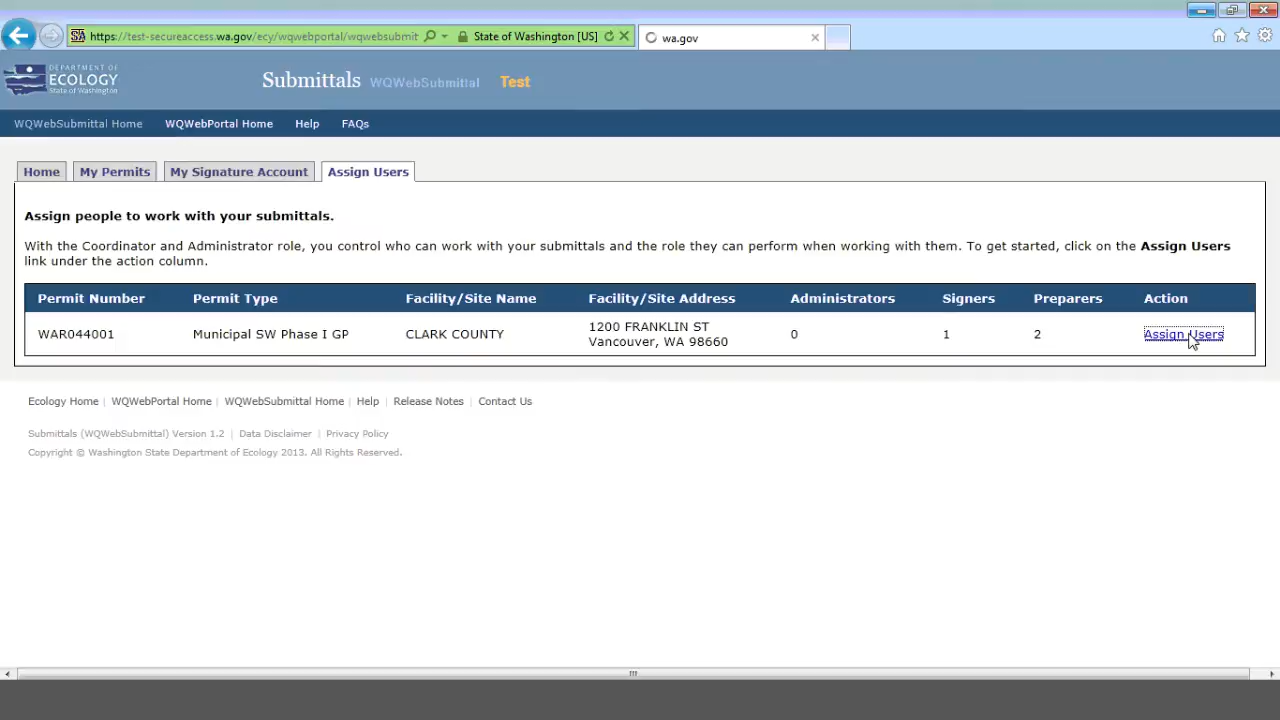 https://test-secureaccess.wa.gov/ecy/wqwebportal/wqwebsubmit
State of Washington [US]
wa.gov
DEPARTMENT OF
ECOLOGY
State of Washington
Submittals WQWebSubmittal Test
WQWebSubmittal Home WQWebPortal Home Help FAQs
Home My Permits My Signature Account Assign Users
Assign people to work with your submittals.
With the Coordinator and Administrator role, you control who can work with your submittals and the role they can perform when working with them. To get started, click on the Assign Users
link under the action column.
Permit Number Permit Type Facility/Site Name Facility/Site Address Administrators Signers Preparers Action
WAR044001 Municipal SW Phase I GP CLARK COUNTY 1200 FRANKLIN ST 0 1 2 Assign Users
Vancouver, WA 98660
Ecology Home | WQWebPortal Home | WQWebSubmittal Home | Help | Release Notes | Contact Us
Submittals (WQWebSubmittal) Version 1.2 | Data Disclaimer | Privacy Policy
Copyright © Washington State Department of Ecology 2013. All Rights Reserved.